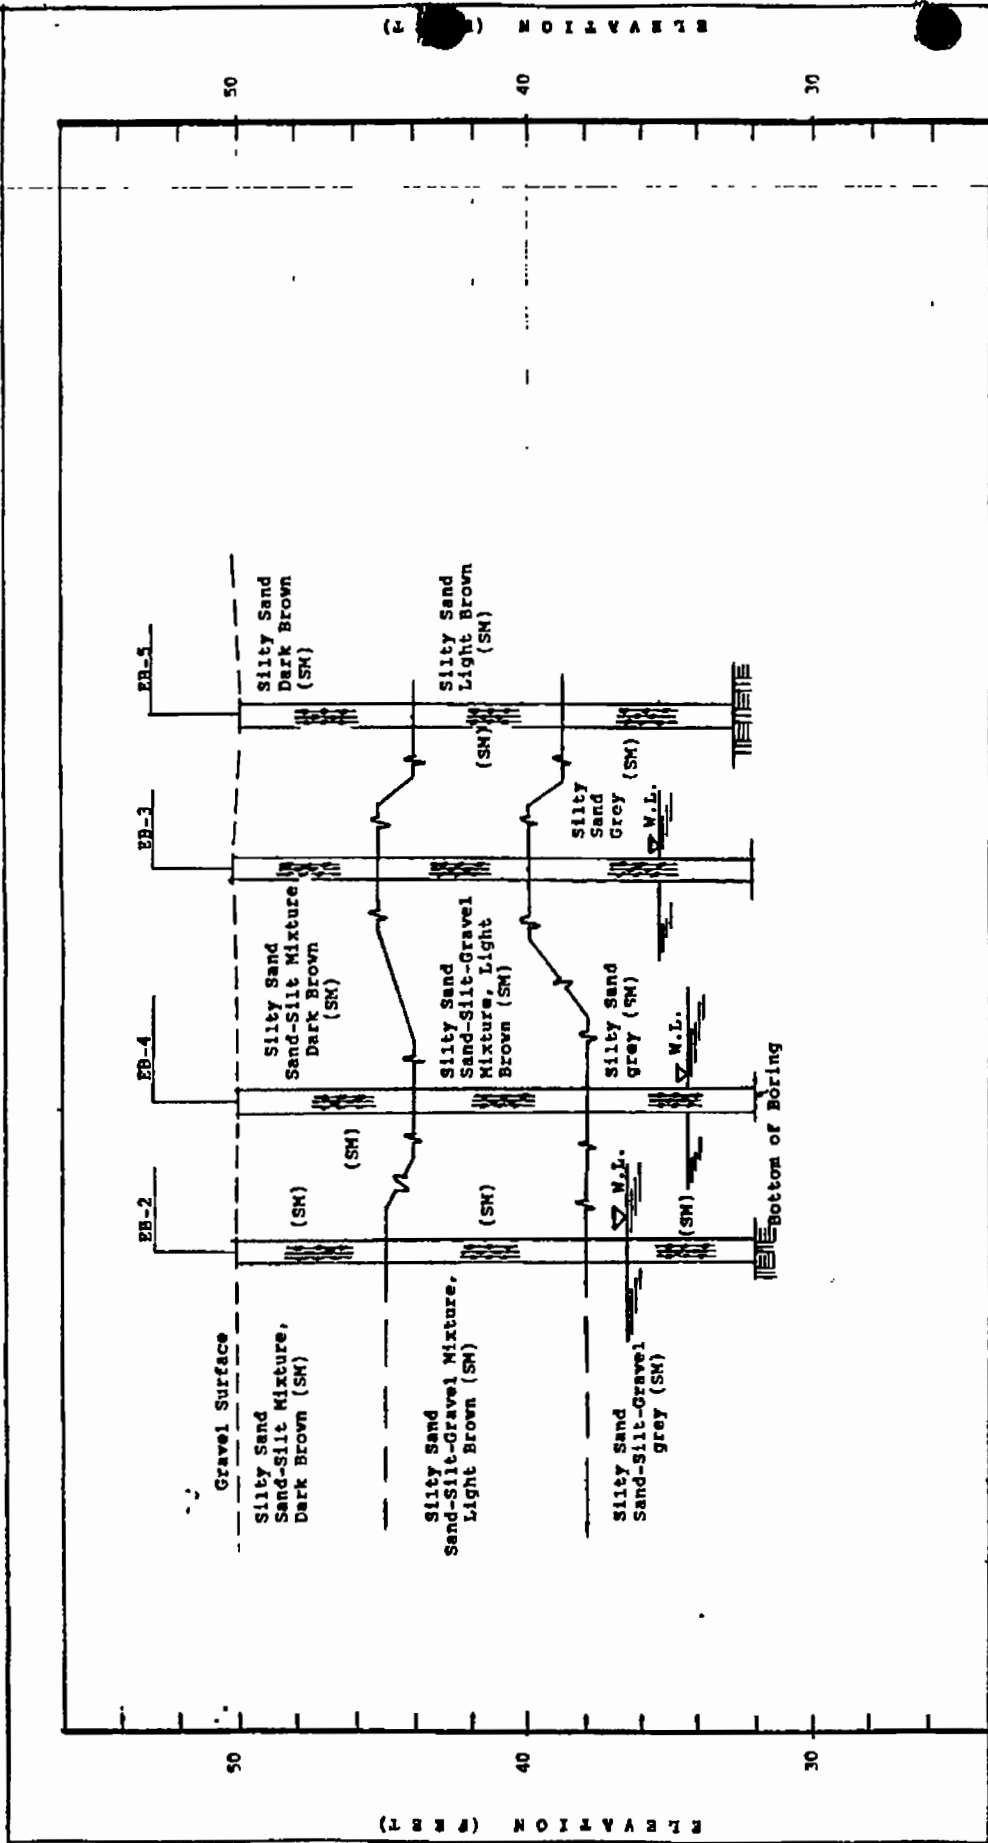 ELEVATION (FEET)
50
40
30
EB-2
EB-4
EB-3
EB-5
Gravel Surface
Silty Sand
Sand-Silt Mixture,
Dark Brown (SM)
(SM)
(SM)
Silty Sand
Sand-Silt Mixture
Dark Brown
(SM)
Silty Sand
Dark Brown
(SM)
Silty Sand
Sand-Silt-Gravel Mixture,
Light Brown (SM)
(SM)
Silty Sand
Sand-Silt-Gravel
Mixture, Light
Brown (SM)
(SM)
Silty Sand
Light Brown
(SM)
Silty Sand
Sand-Silt-Gravel
grey (SM)
W.L.
(SM)
Silty Sand
grey (SM)
W.L.
Silty
Sand
Grey
(SM)
W.L.
Bottom of Boring
50
40
30
ELEVATION